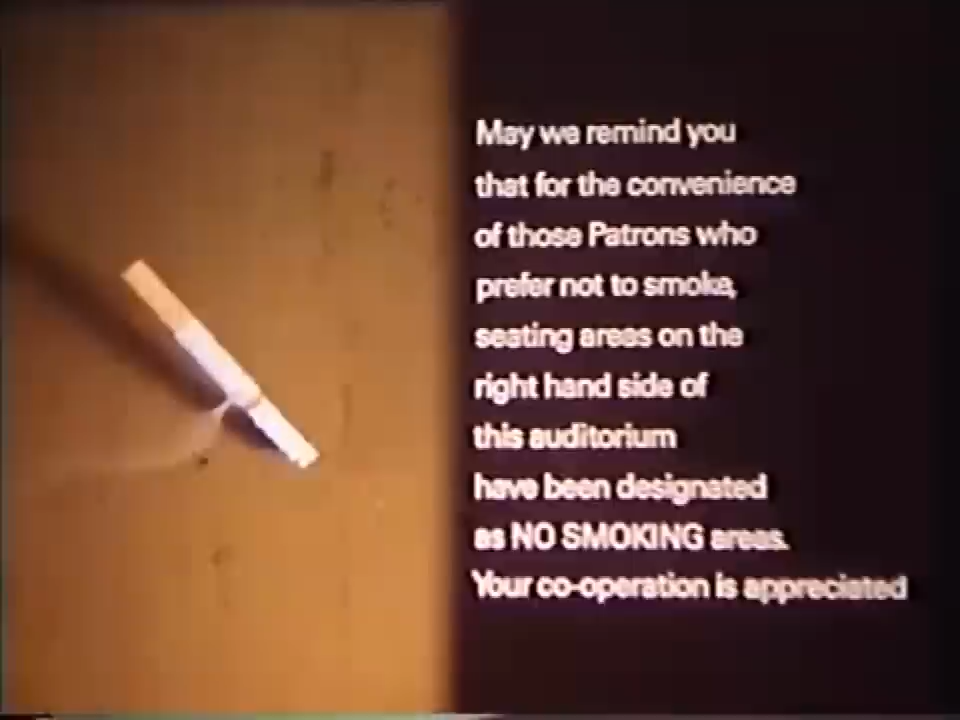 May we remind you
that for the convenience
of those Patrons who
prefer not to smoke,
seating areas on the
right hand side of
this auditorium
have been designated
as NO SMOKING areas.
Your co-operation is appreciated